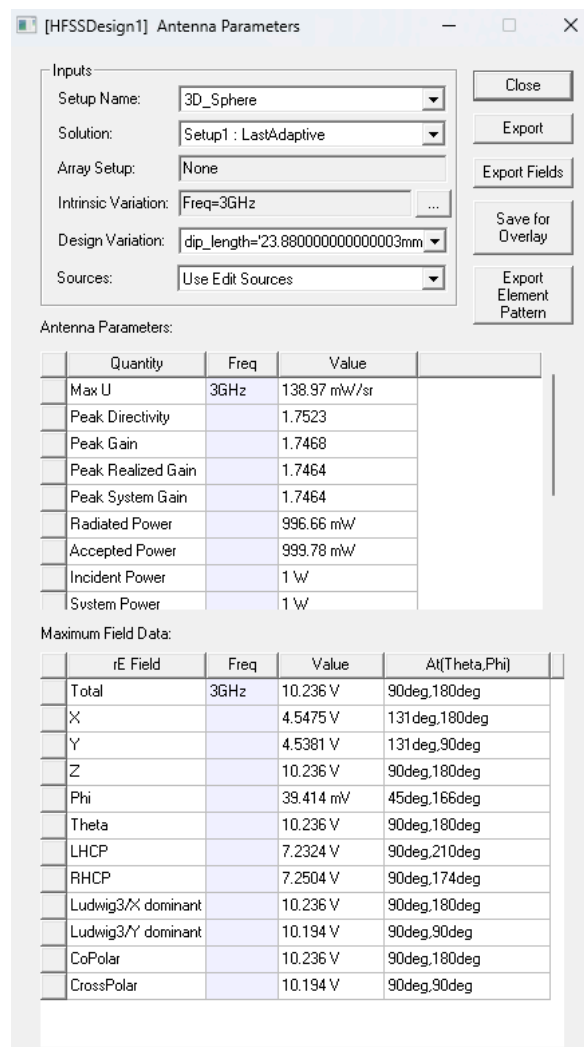 [HFSSDesign1] Antenna Parameters
Inputs
Setup Name: 3D_Sphere
Solution: Setup1 : LastAdaptive
Array Setup: None
Intrinsic Variation: Freq=3GHz ...
Design Variation: dip_length='23.880000000000003mm
Sources: Use Edit Sources
Close
Export
Export Fields
Save for
Overlay
Export
Element
Pattern
Antenna Parameters:
Quantity Freq Value
Max U 3GHz 138.97 mW/sr
Peak Directivity 1.7523
Peak Gain 1.7468
Peak Realized Gain 1.7464
Peak System Gain 1.7464
Radiated Power 996.66 mW
Accepted Power 999.78 mW
Incident Power 1 W
System Power 1 W
Maximum Field Data:
rE Field Freq Value At(Theta,Phi)
Total 3GHz 10.236 V 90deg,180deg
X 4.5475 V 131deg,180deg
Y 4.5381 V 131deg,90deg
Z 10.236 V 90deg,180deg
Phi 39.414 mV 45deg,166deg
Theta 10.236 V 90deg,180deg
LHCP 7.2324 V 90deg,210deg
RHCP 7.2504 V 90deg,174deg
Ludwig3/X dominant 10.236 V 90deg,180deg
Ludwig3/Y dominant 10.194 V 90deg,90deg
CoPolar 10.236 V 90deg,180deg
CrossPolar 10.194 V 90deg,90deg